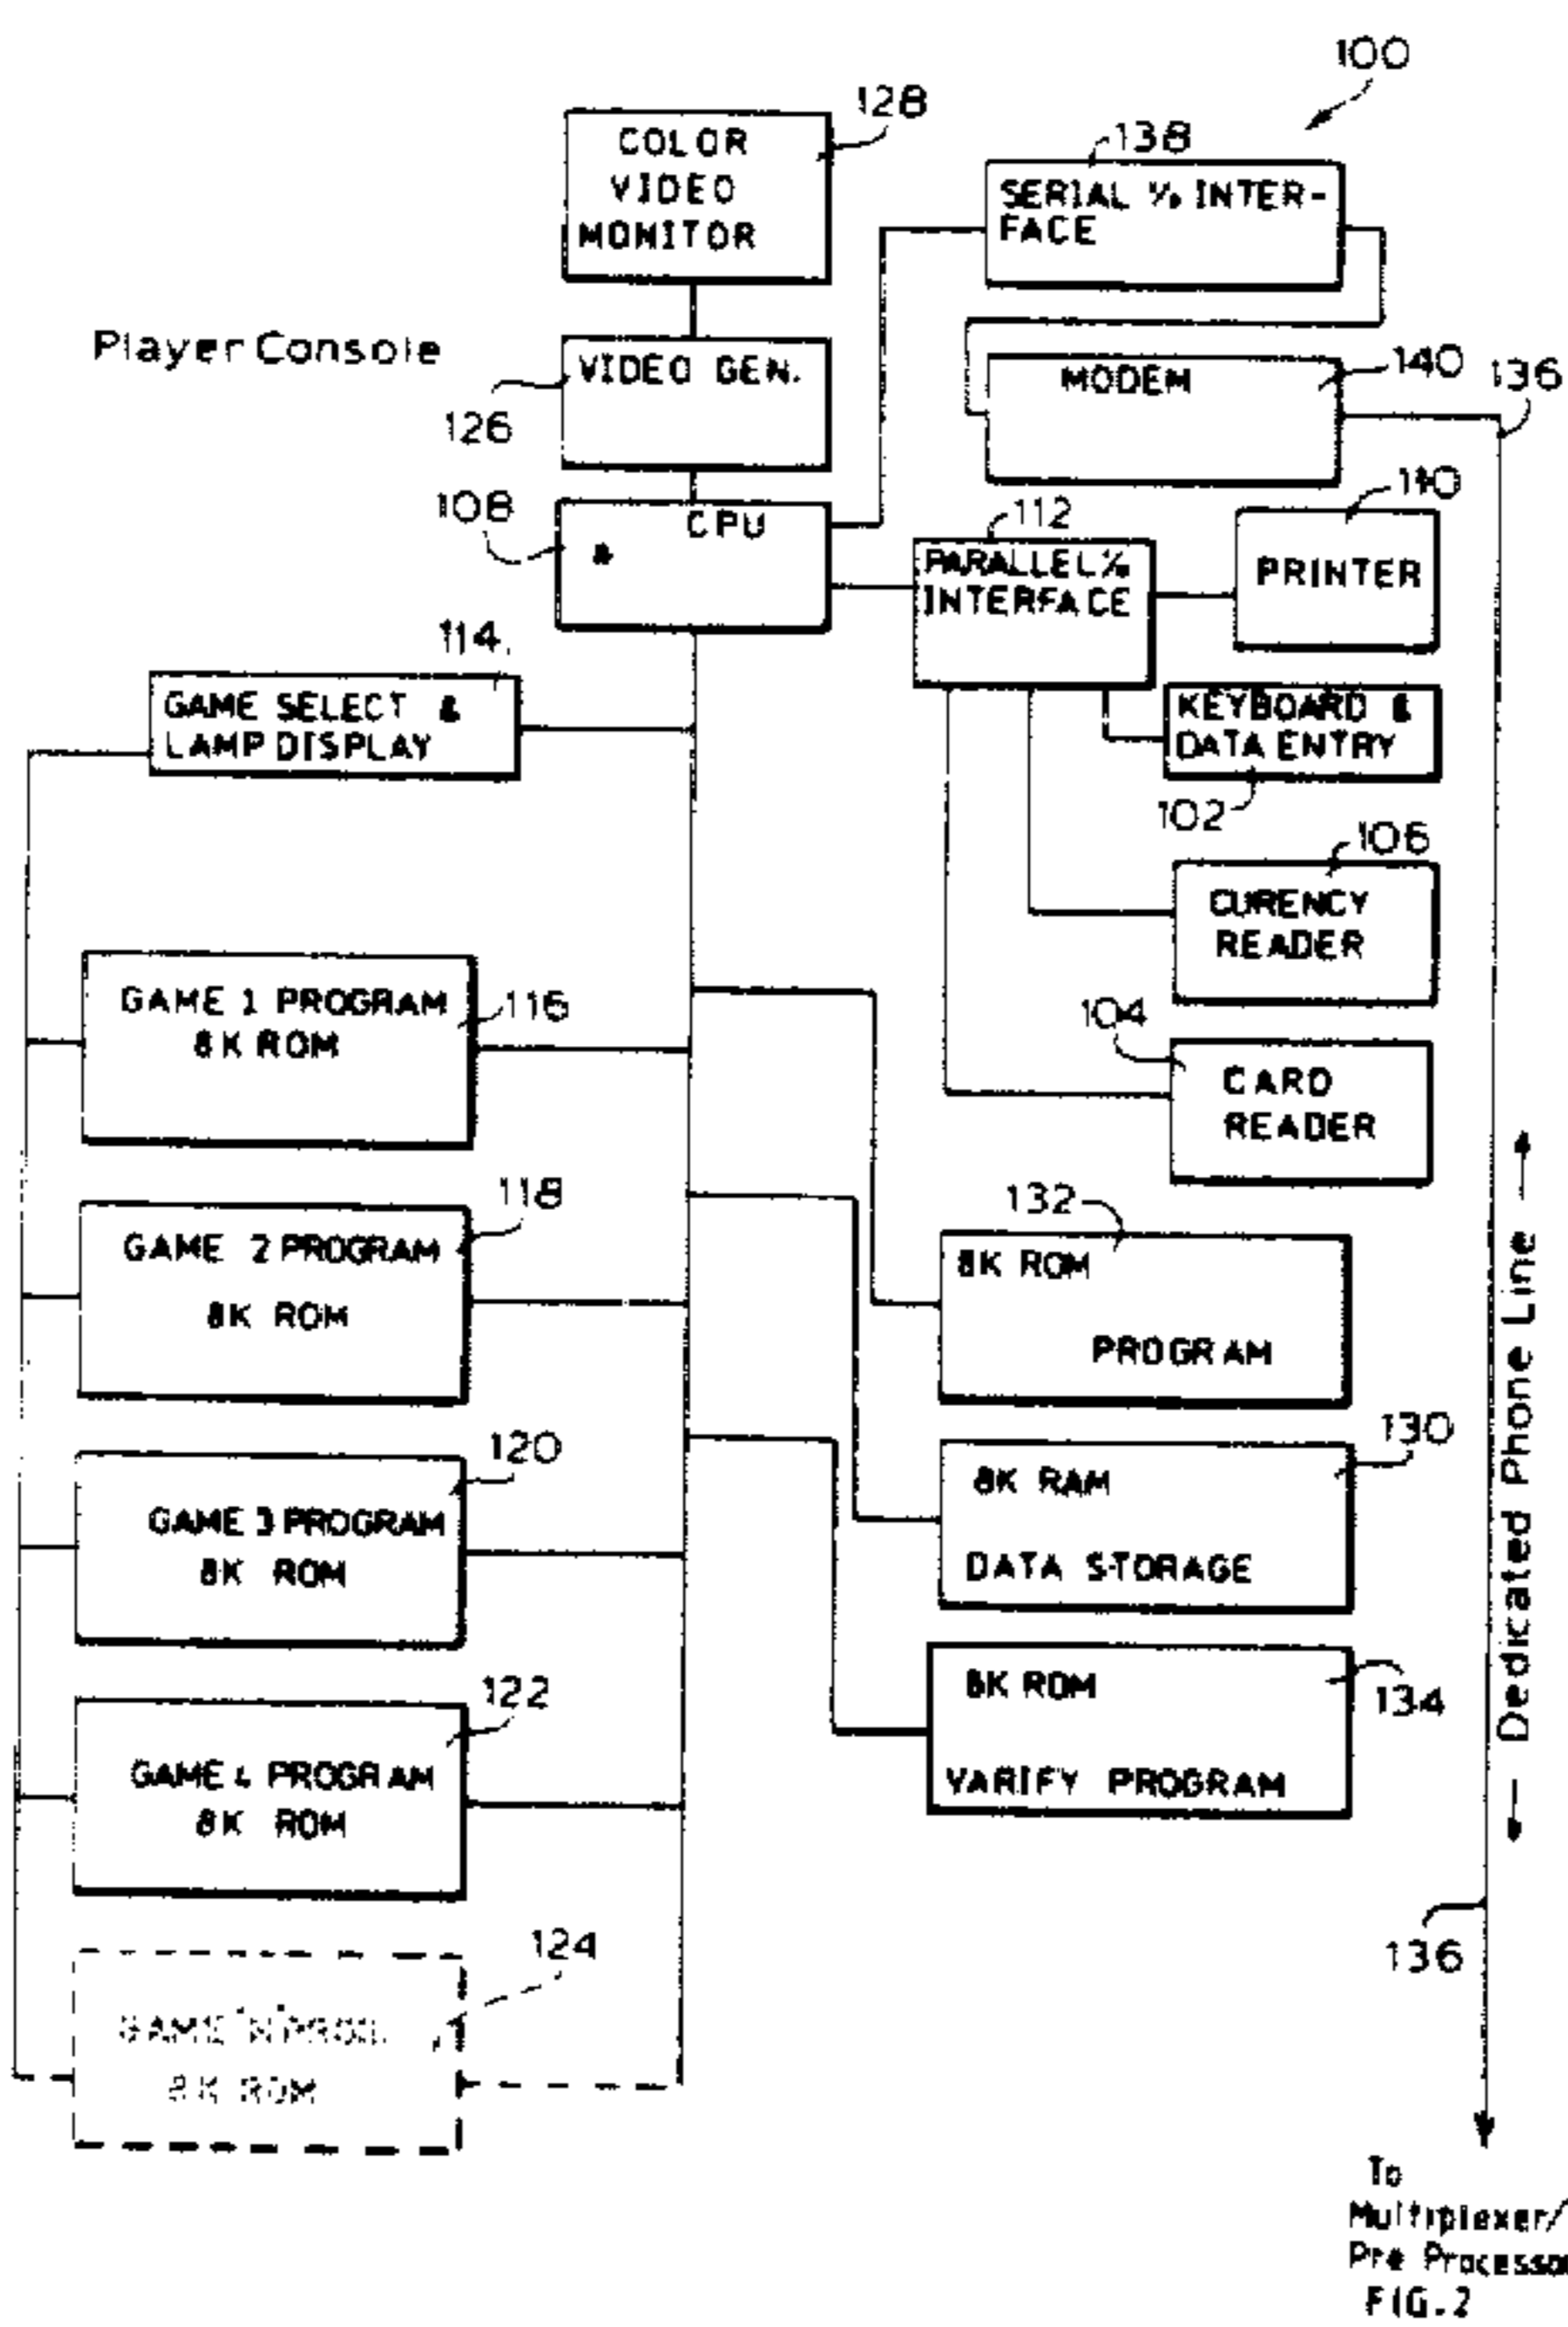 100
128
COLOR
VIDEO
MONITOR
138
SERIAL I/O INTER-
FACE
Player Console
VIDEO GEN.
126
MODEM
140
136
108
CPU
&
112
PARALLEL I/O
INTERFACE
110
PRINTER
114
GAME SELECT &
LAMP DISPLAY
KEYBOARD &
DATA ENTRY
102
106
CURENCY
READER
GAME 1 PROGRAM
8K ROM
116
104
CARD
READER
118
GAME 2 PROGRAM
8K ROM
132
8K ROM
PROGRAM
120
GAME 3 PROGRAM
8K ROM
130
8K RAM
DATA STORAGE
Dedicated Phone Line
122
GAME 4 PROGRAM
8K ROM
8K ROM
134
VARIFY PROGRAM
124
GAME "N" PROG.
8K ROM
136
To
Multiplexer/
Pre Processor
FIG.2